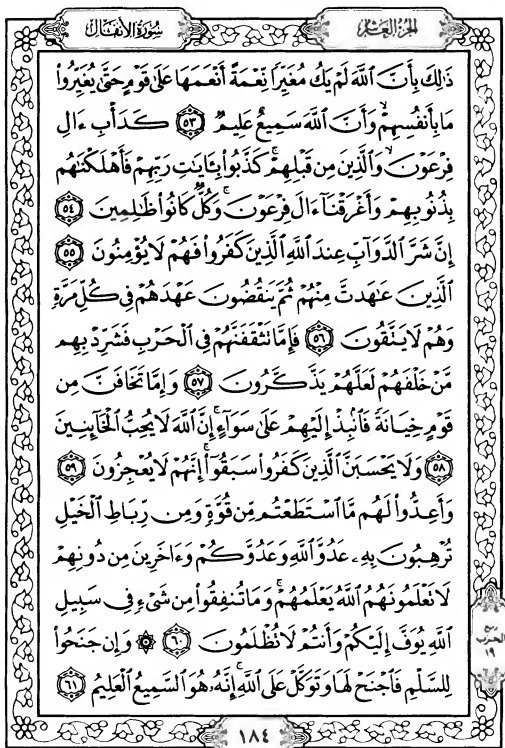 الجزء العاشر
سورة الأنفال
ذَٰلِكَ بِأَنَّ ٱللَّهَ لَمْ يَكُ مُغَيِّرًا نِّعْمَةً أَنْعَمَهَا عَلَىٰ قَوْمٍ حَتَّىٰ يُغَيِّرُوا۟
مَا بِأَنفُسِهِمْ ۙ وَأَنَّ ٱللَّهَ سَمِيعٌ عَلِيمٌ ٥٣ كَدَأْبِ ءَالِ
فِرْعَوْنَ ۙ وَٱلَّذِينَ مِن قَبْلِهِمْ ۚ كَذَّبُوا۟ بِـَٔايَـٰتِ رَبِّهِمْ فَأَهْلَكْنَـٰهُم
بِذُنُوبِهِمْ وَأَغْرَقْنَآ ءَالَ فِرْعَوْنَ ۚ وَكُلٌّ كَانُوا۟ ظَـٰلِمِينَ ٥٤
إِنَّ شَرَّ ٱلدَّوَآبِّ عِندَ ٱللَّهِ ٱلَّذِينَ كَفَرُوا۟ فَهُمْ لَا يُؤْمِنُونَ ٥٥
ٱلَّذِينَ عَـٰهَدتَّ مِنْهُمْ ثُمَّ يَنقُضُونَ عَهْدَهُمْ فِى كُلِّ مَرَّةٍ
وَهُمْ لَا يَتَّقُونَ ٥٦ فَإِمَّا تَثْقَفَنَّهُمْ فِى ٱلْحَرْبِ فَشَرِّدْ بِهِم
مَّنْ خَلْفَهُمْ لَعَلَّهُمْ يَذَّكَّرُونَ ٥٧ وَإِمَّا تَخَافَنَّ مِن
قَوْمٍ خِيَانَةً فَٱنۢبِذْ إِلَيْهِمْ عَلَىٰ سَوَآءٍ ۚ إِنَّ ٱللَّهَ لَا يُحِبُّ ٱلْخَآئِنِينَ
٥٨ وَلَا يَحْسَبَنَّ ٱلَّذِينَ كَفَرُوا۟ سَبَقُوٓا۟ ۚ إِنَّهُمْ لَا يُعْجِزُونَ ٥٩
وَأَعِدُّوا۟ لَهُم مَّا ٱسْتَطَعْتُم مِّن قُوَّةٍ وَمِن رِّبَاطِ ٱلْخَيْلِ
تُرْهِبُونَ بِهِۦ عَدُوَّ ٱللَّهِ وَعَدُوَّكُمْ وَءَاخَرِينَ مِن دُونِهِمْ
لَا تَعْلَمُونَهُمُ ٱللَّهُ يَعْلَمُهُمْ ۚ وَمَا تُنفِقُوا۟ مِن شَىْءٍ فِى سَبِيلِ
ٱللَّهِ يُوَفَّ إِلَيْكُمْ وَأَنتُمْ لَا تُظْلَمُونَ ٦٠ ۞ وَإِن جَنَحُوا۟
لِلسَّلْمِ فَٱجْنَحْ لَهَا وَتَوَكَّلْ عَلَى ٱللَّهِ ۚ إِنَّهُۥ هُوَ ٱلسَّمِيعُ ٱلْعَلِيمُ ٦١
ربع
الحزب
١٩
١٨٤